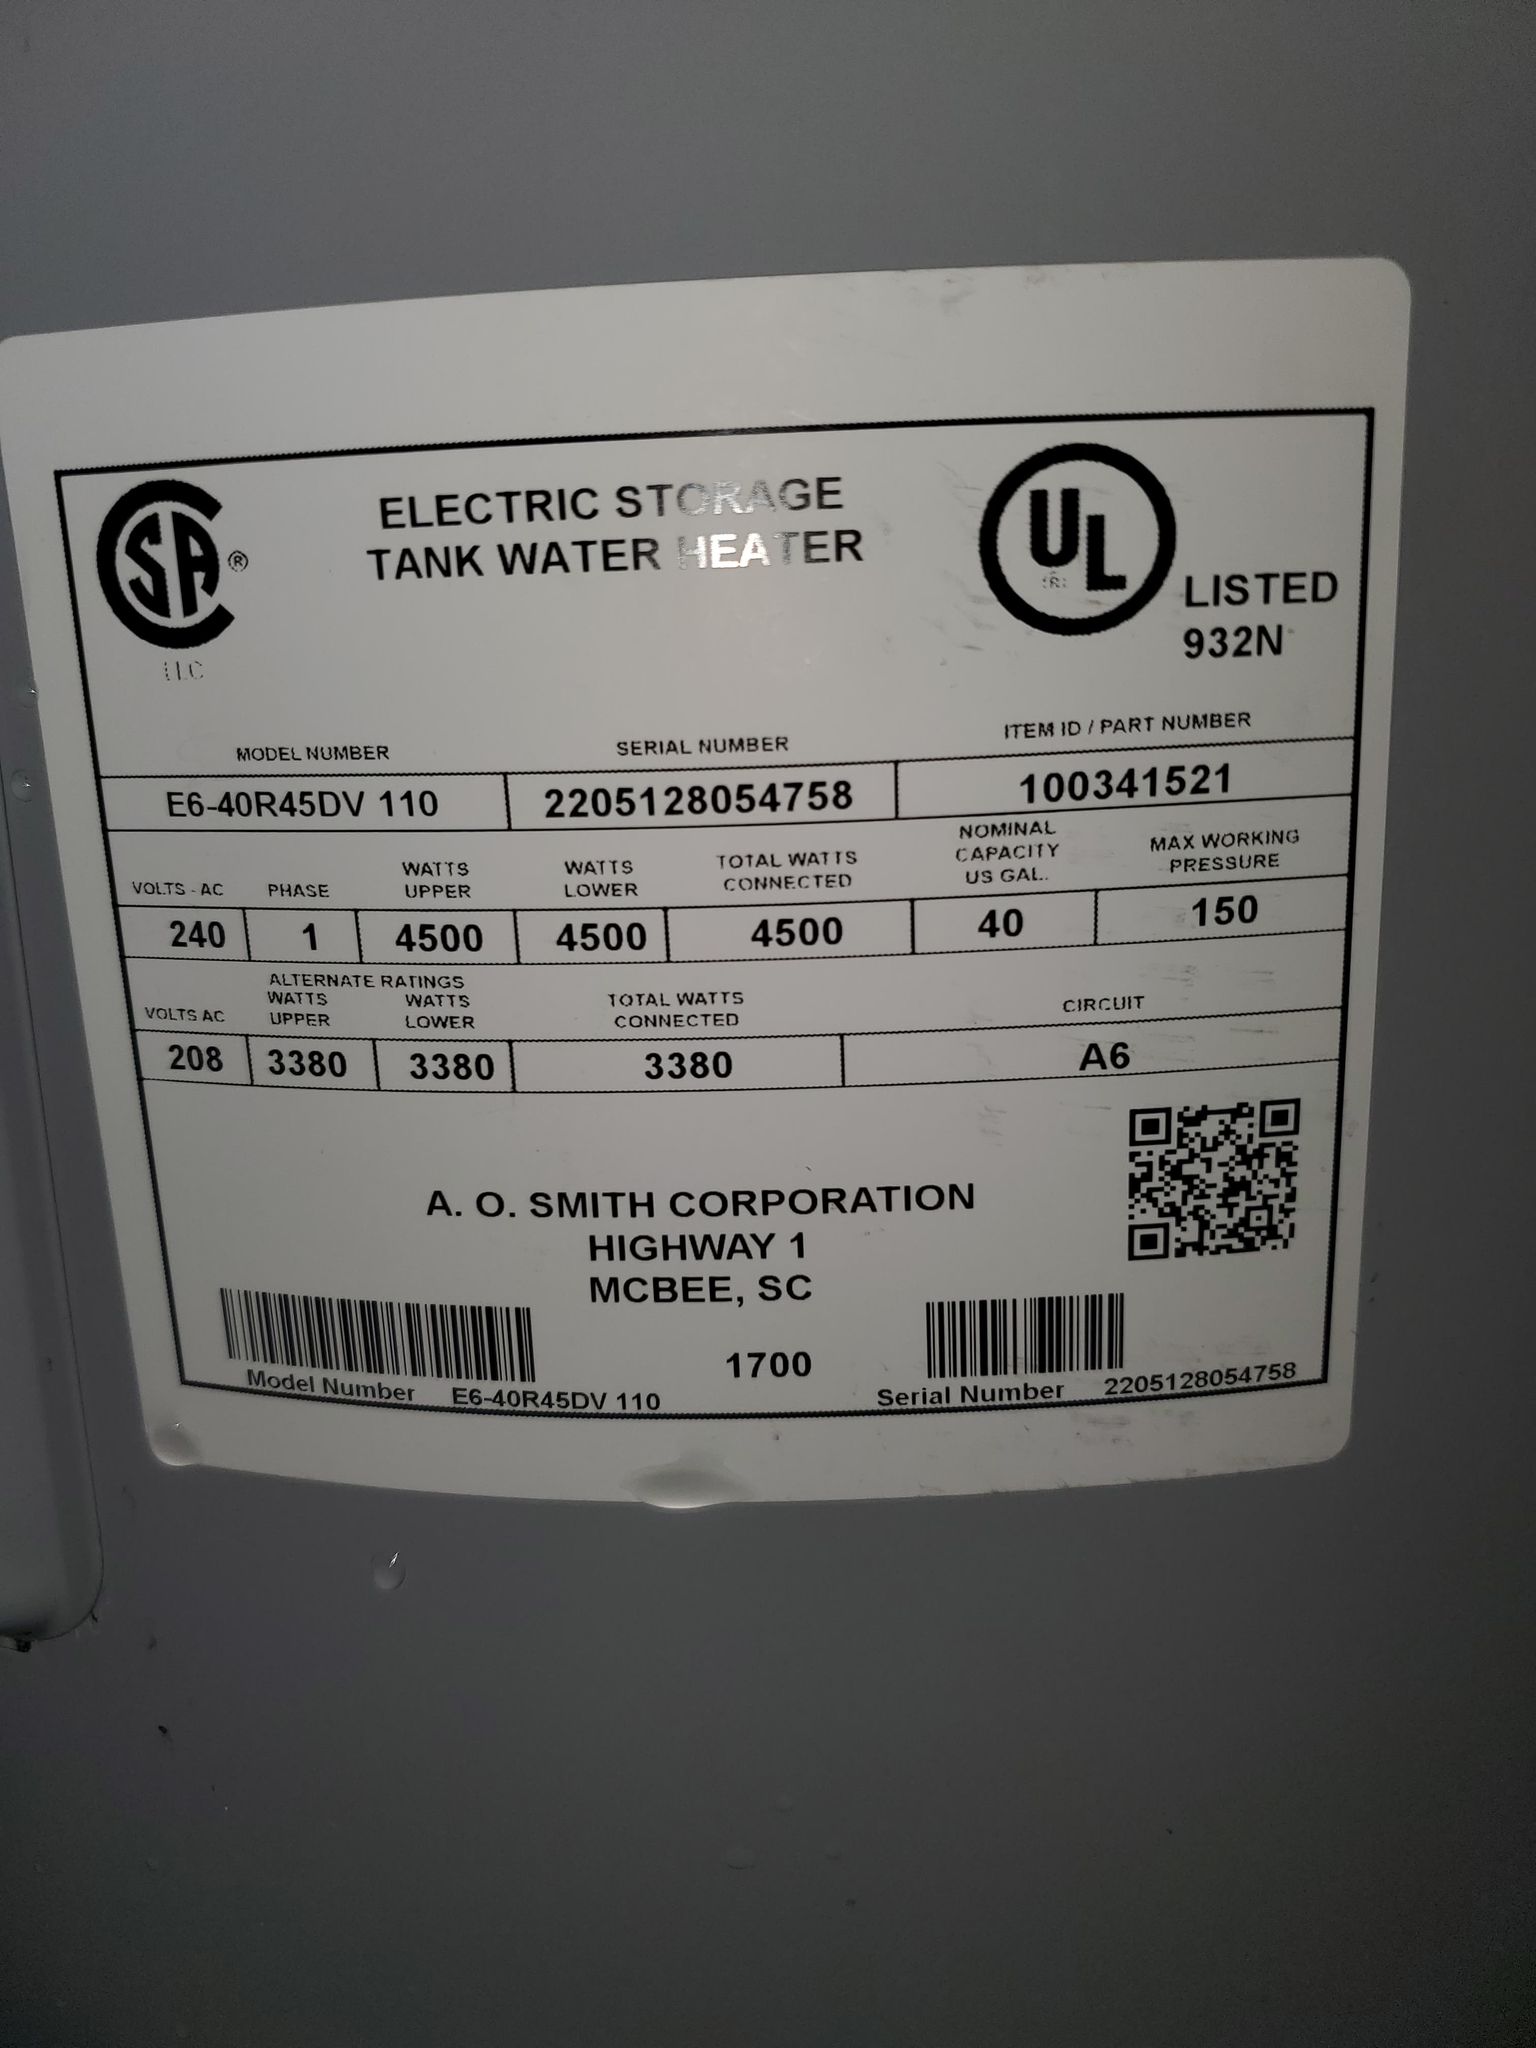 SA ®
LLC
ELECTRIC STORAGE
TANK WATER HEATER
UL
(R)
LISTED
932N
MODEL NUMBER SERIAL NUMBER ITEM ID / PART NUMBER
E6-40R45DV 110 2205128054758 100341521
VOLTS - AC PHASE WATTS UPPER WATTS LOWER TOTAL WATTS CONNECTED NOMINAL CAPACITY US GAL.. MAX WORKING PRESSURE
240 1 4500 4500 4500 40 150
ALTERNATE RATINGS
VOLTS AC WATTS UPPER WATTS LOWER TOTAL WATTS CONNECTED CIRCUIT
208 3380 3380 3380 A6
A. O. SMITH CORPORATION
HIGHWAY 1
MCBEE, SC
1700
Model Number E6-40R45DV 110 Serial Number 2205128054758